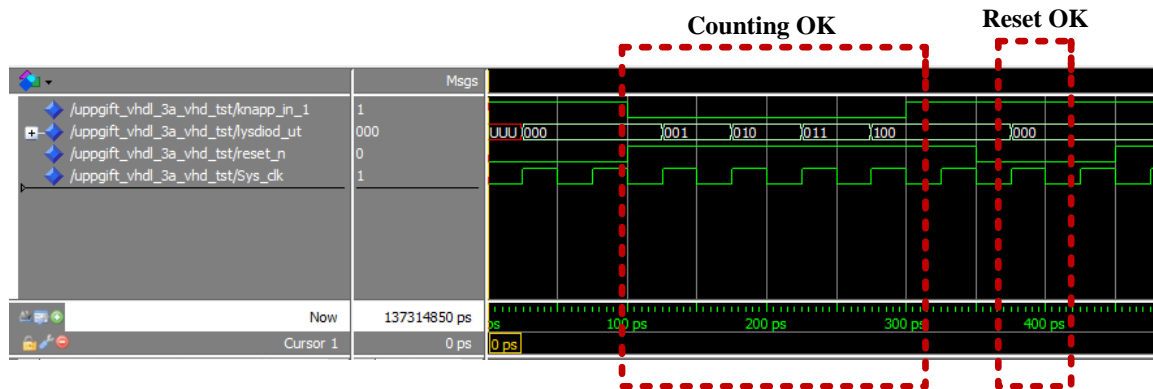 Counting OK
Reset OK
Msgs
/uppgift_vhdl_3a_vhd_tst/knapp_in_1 1
/uppgift_vhdl_3a_vhd_tst/lysdiod_ut 000 UUU 000 001 010 011 100 000
/uppgift_vhdl_3a_vhd_tst/reset_n 0
/uppgift_vhdl_3a_vhd_tst/Sys_clk 1
Now 137314850 ps ps 100 ps 200 ps 300 ps 400 ps
Cursor 1 0 ps 0 ps